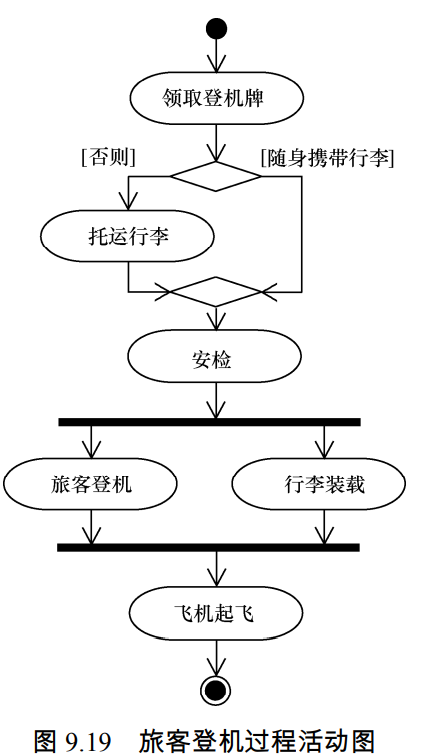 领取登机牌
[否则]
[随身携带行李]
托运行李
安检
旅客登机
行李装载
飞机起飞
图 9.19 旅客登机过程活动图